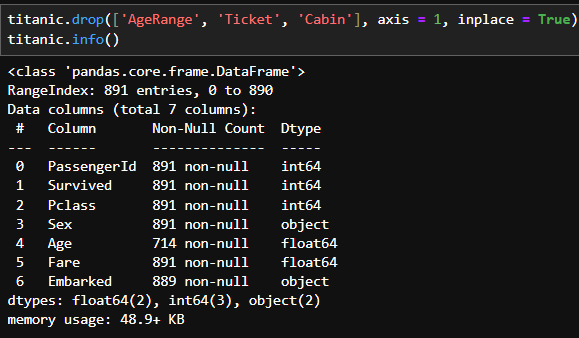 titanic.drop(['AgeRange', 'Ticket', 'Cabin'], axis = 1, inplace = True)
titanic.info()
<class 'pandas.core.frame.DataFrame'>
RangeIndex: 891 entries, 0 to 890
Data columns (total 7 columns):
 #   Column       Non-Null Count  Dtype
---  ------       --------------  -----
 0   PassengerId  891 non-null    int64
 1   Survived     891 non-null    int64
 2   Pclass       891 non-null    int64
 3   Sex          891 non-null    object
 4   Age          714 non-null    float64
 5   Fare         891 non-null    float64
 6   Embarked     889 non-null    object
dtypes: float64(2), int64(3), object(2)
memory usage: 48.9+ KB